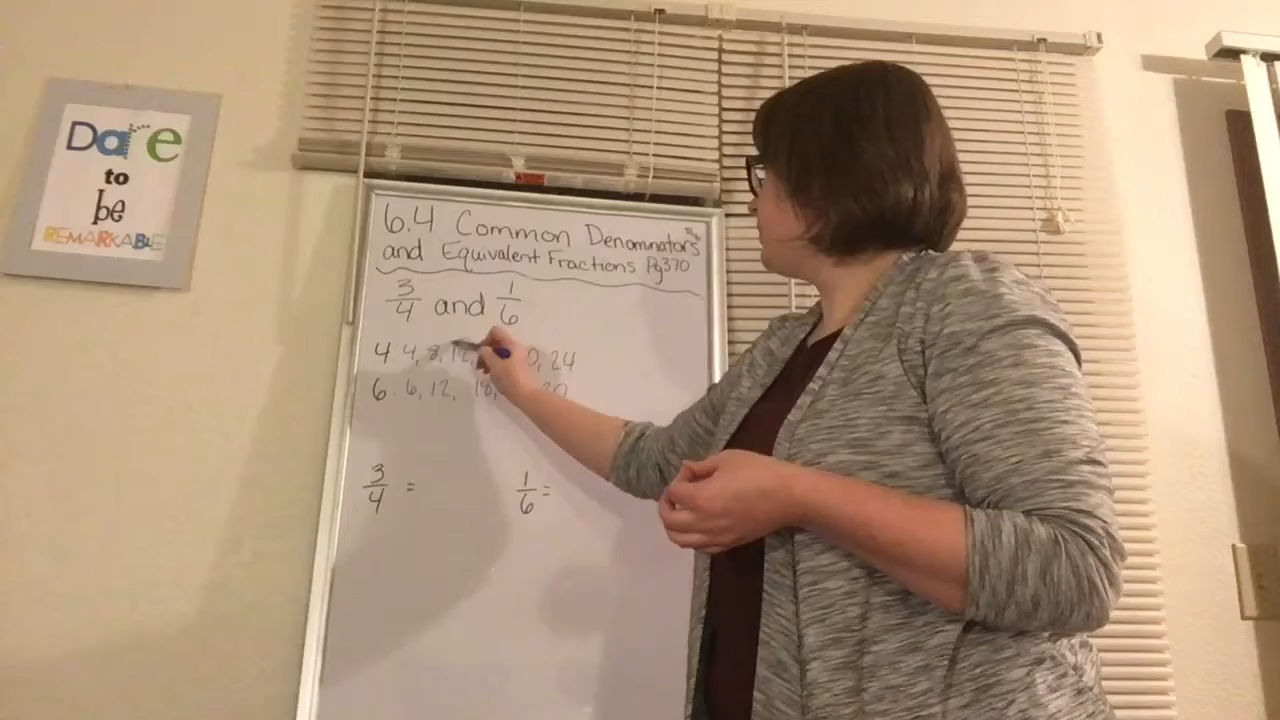 Dare
to
be
REMARKABLE
6.4 Common Denominators
and Equivalent Fractions Pg370
3/4 and 1/6
4: 4, 8, 12, 24
6: 6, 12, 18,
3/4 =
1/6 =